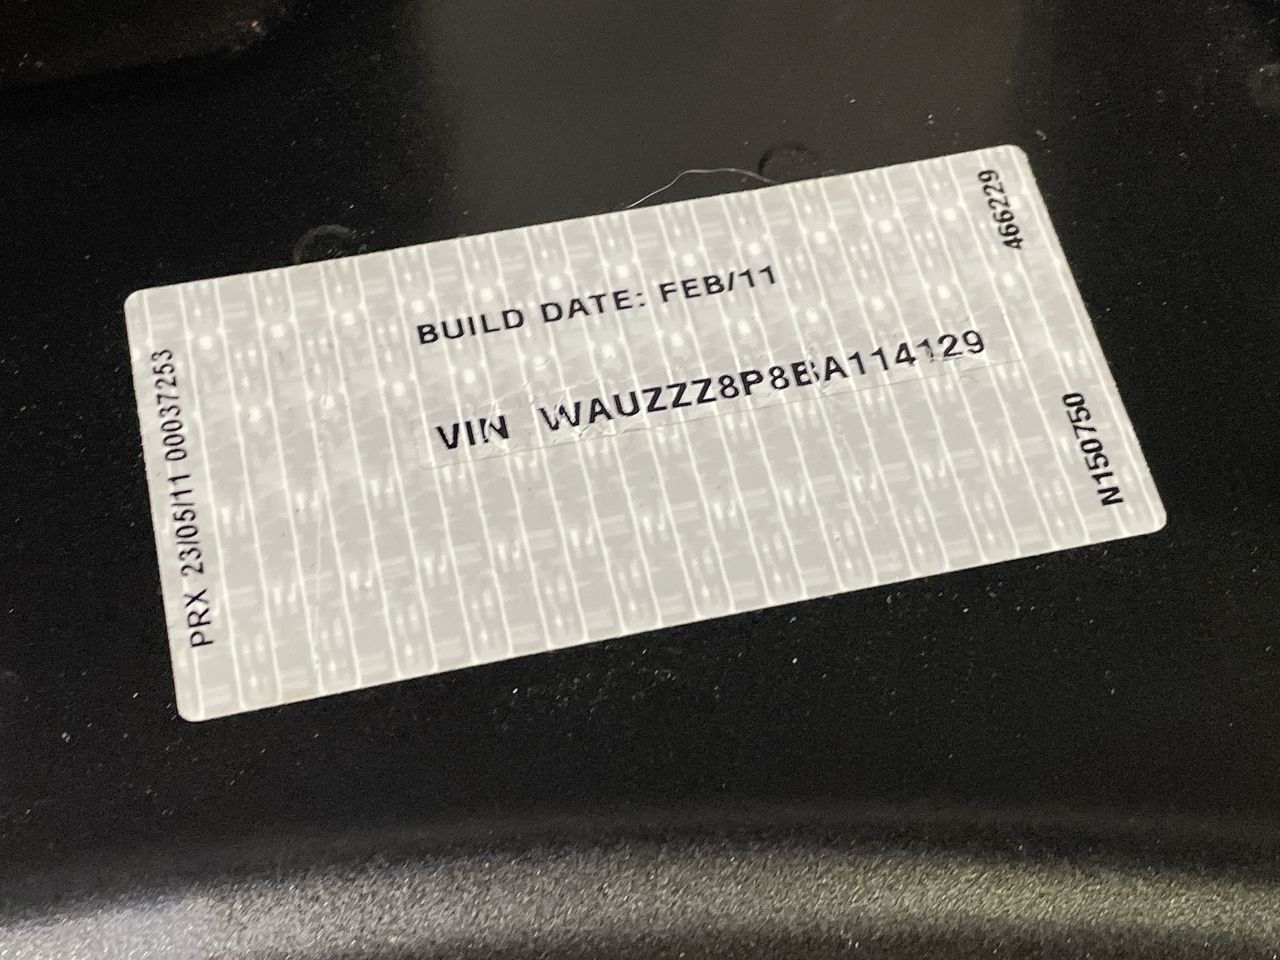 BUILD DATE: FEB/11
VIN WAUZZZ8P8BA114129
PRX 23/05/11 00037253
466229
N150750